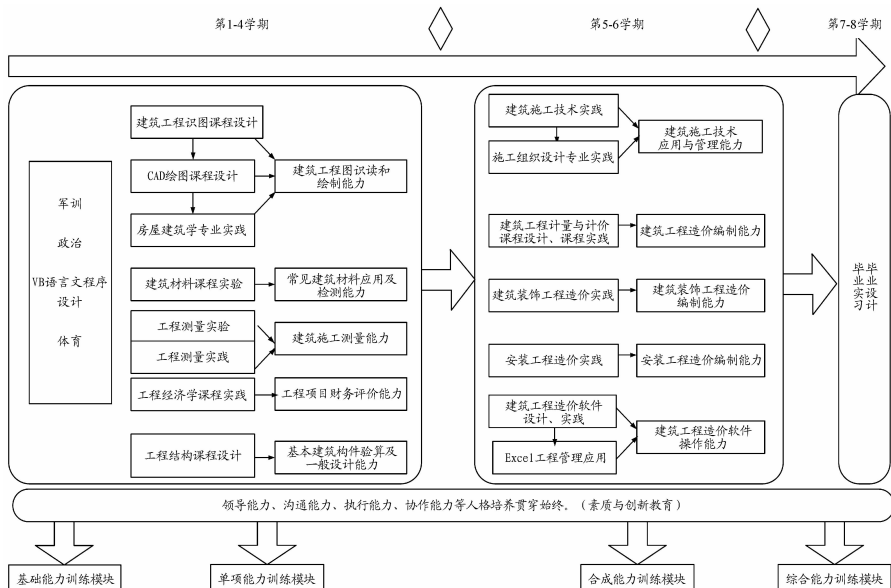 第1-4学期
第5-6学期
第7-8学期
军训
政治
VB语言文程序
设计
体育
建筑工程识图课程设计
CAD绘图课程设计
房屋建筑学专业实践
建筑工程图识读和
绘制能力
建筑材料课程实验
常见建筑材料应用及
检测能力
工程测量实验
工程测量实践
建筑施工测量能力
工程经济学课程实践
工程项目财务评价能力
工程结构课程设计
基本建筑构件验算及
一般设计能力
建筑施工技术实践
施工组织设计专业实践
建筑施工技术
应用与管理能力
建筑工程计量与计价
课程设计、课程实践
建筑工程造价编制能力
建筑装饰工程造价实践
建筑装饰工程造价
编制能力
安装工程造价实践
安装工程造价编制能力
建筑工程造价软件
设计、实践
Excel工程管理应用
建筑工程造价软件
操作能力
毕业设计
毕业实习
领导能力、沟通能力、执行能力、协作能力等人格培养贯穿始终。（素质与创新教育）
基础能力训练模块
单项能力训练模块
合成能力训练模块
综合能力训练模块